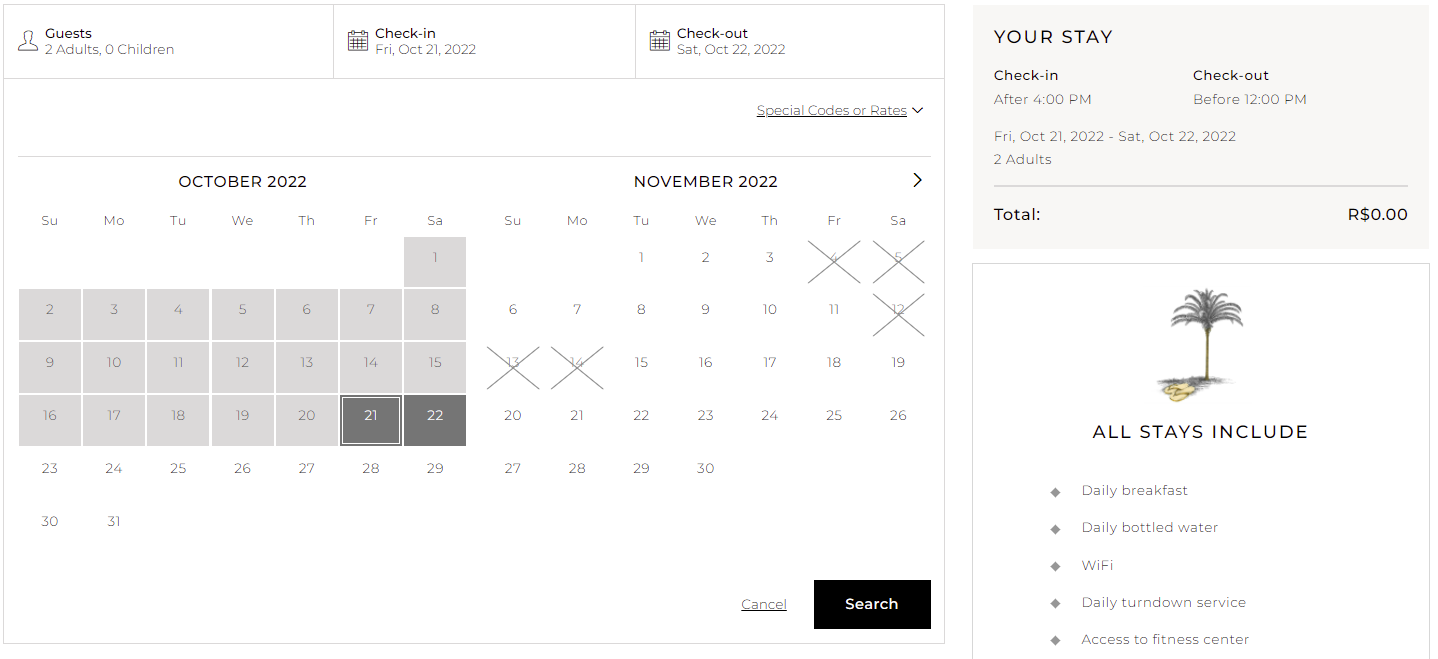 Guests
2 Adults, 0 Children
Check-in
Fri, Oct 21, 2022
Check-out
Sat, Oct 22, 2022
Special Codes or Rates
OCTOBER 2022
Su Mo Tu We Th Fr Sa
1
2 3 4 5 6 7 8
9 10 11 12 13 14 15
16 17 18 19 20 21 22
23 24 25 26 27 28 29
30 31
NOVEMBER 2022
Su Mo Tu We Th Fr Sa
1 2 3 4 5
6 7 8 9 10 11 12
13 14 15 16 17 18 19
20 21 22 23 24 25 26
27 28 29 30
Cancel
Search
YOUR STAY
Check-in
After 4:00 PM
Check-out
Before 12:00 PM
Fri, Oct 21, 2022 - Sat, Oct 22, 2022
2 Adults
Total: R$0.00
ALL STAYS INCLUDE
Daily breakfast
Daily bottled water
WiFi
Daily turndown service
Access to fitness center